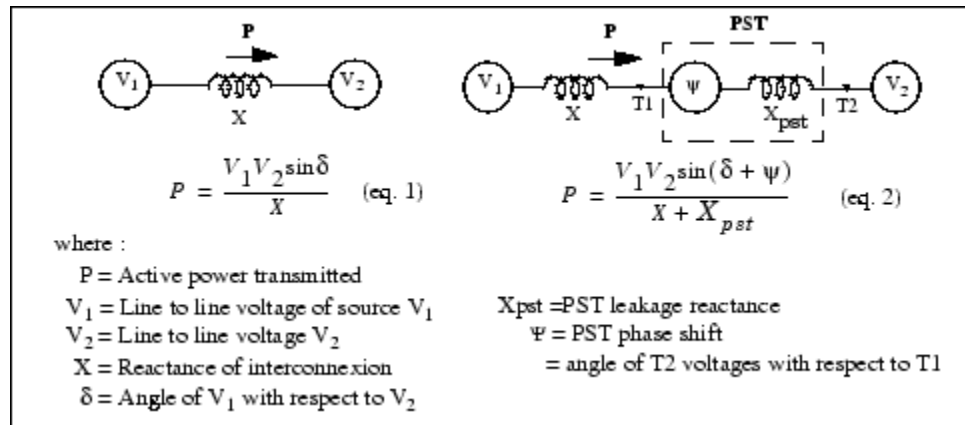 P
V1
V2
X
P = V1V2sinδ / X (eq. 1)
PST
P
V1
X
T1
Ψ
Xpst
T2
V2
P = V1V2sin(δ + ψ) / X + Xpst (eq. 2)
where :
P = Active power transmitted
V1 = Line to line voltage of source V1
V2 = Line to line voltage V2
X = Reactance of interconnexion
δ = Angle of V1 with respect to V2
Xpst =PST leakage reactance
Ψ = PST phase shift
= angle of T2 voltages with respect to T1